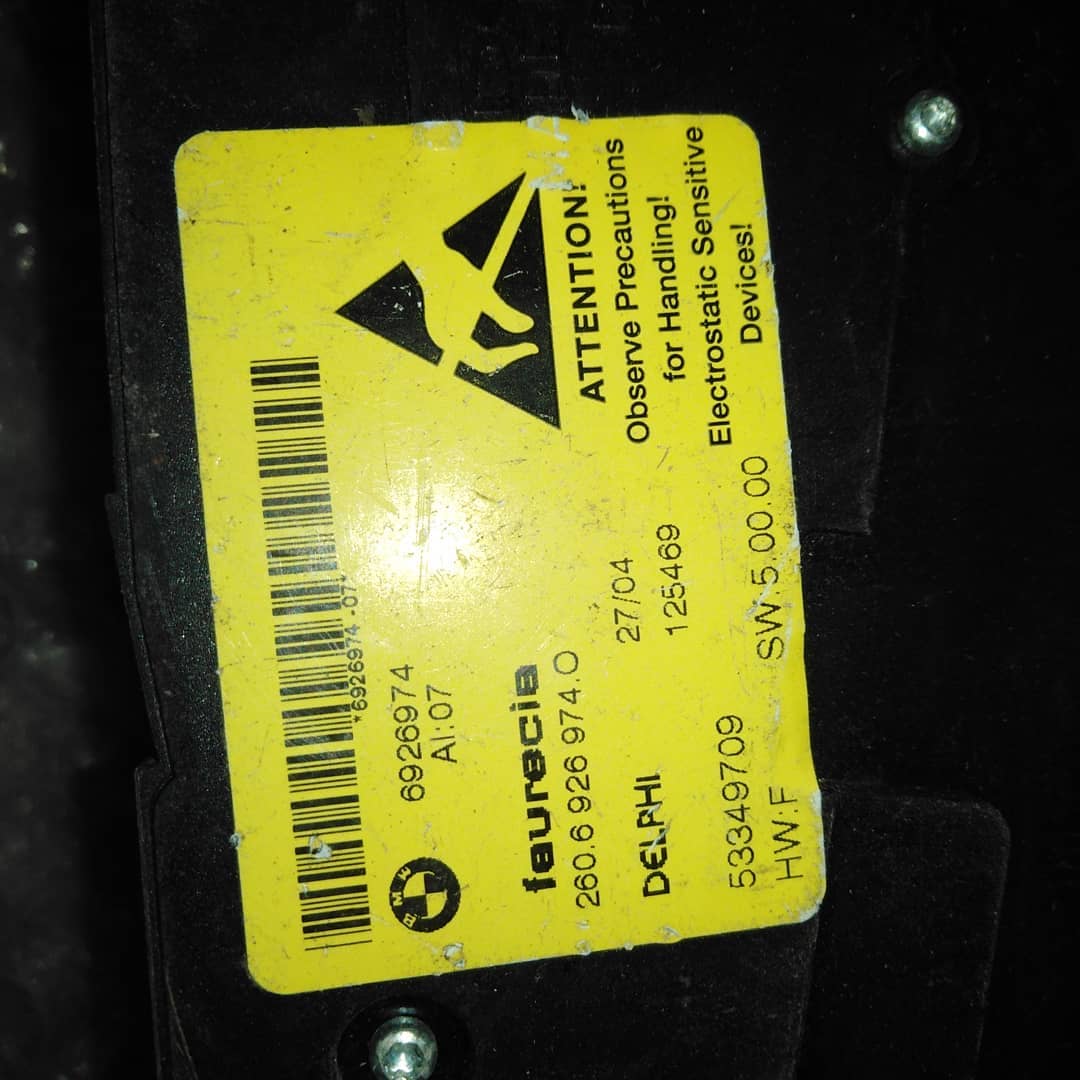 *6926974-07*
6926974
AI:07
BMW
faurecia
260.6 926 974.O
DELPHI
27/04
125469
53349709
HW:F
SW:5.00.00
ATTENTION!
Observe Precautions
for Handling!
Electrostatic Sensitive
Devices!